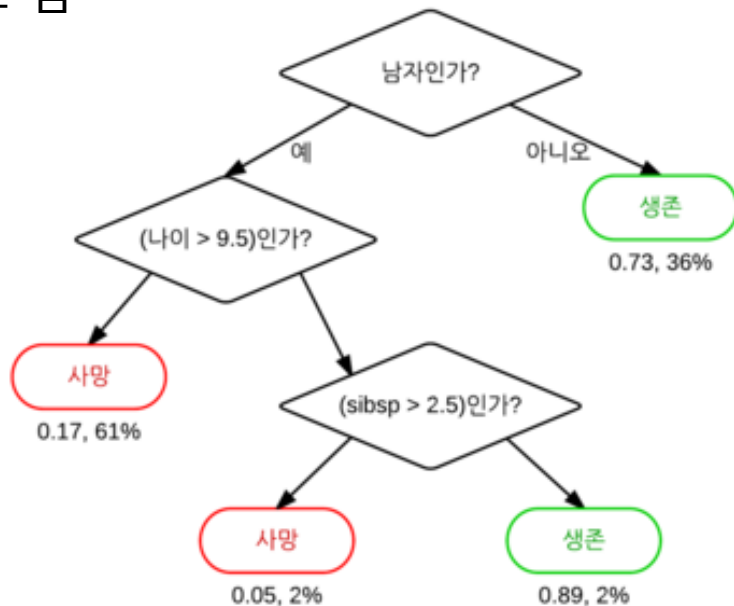 남자인가?
예
아니오
생존
0.73, 36%
(나이 > 9.5)인가?
사망
0.17, 61%
(sibsp > 2.5)인가?
사망
0.05, 2%
생존
0.89, 2%